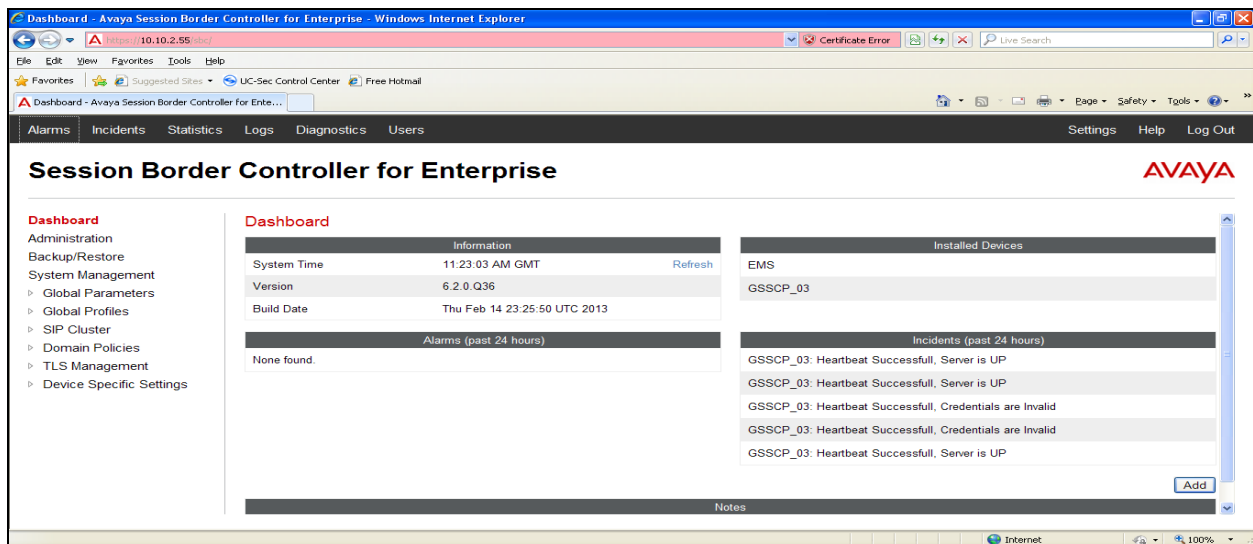 Dashboard - Avaya Session Border Controller for Enterprise - Windows Internet Explorer
https://10.10.2.55/sbc/
Certificate Error
Live Search
File Edit View Favorites Tools Help
Favorites Suggested Sites UC-Sec Control Center Free Hotmail
Dashboard - Avaya Session Border Controller for Ente...
Page Safety Tools
Alarms Incidents Statistics Logs Diagnostics Users Settings Help Log Out
Session Border Controller for Enterprise
AVAYA
Dashboard
Administration
Backup/Restore
System Management
Global Parameters
Global Profiles
SIP Cluster
Domain Policies
TLS Management
Device Specific Settings
Dashboard
Information
System Time 11:23:03 AM GMT Refresh
Version 6.2.0.Q36
Build Date Thu Feb 14 23:25:50 UTC 2013
Alarms (past 24 hours)
None found.
Installed Devices
EMS
GSSCP_03
Incidents (past 24 hours)
GSSCP_03: Heartbeat Successfull, Server is UP
GSSCP_03: Heartbeat Successfull, Server is UP
GSSCP_03: Heartbeat Successfull, Credentials are Invalid
GSSCP_03: Heartbeat Successfull, Credentials are Invalid
GSSCP_03: Heartbeat Successfull, Server is UP
Add
Notes
Internet
100%